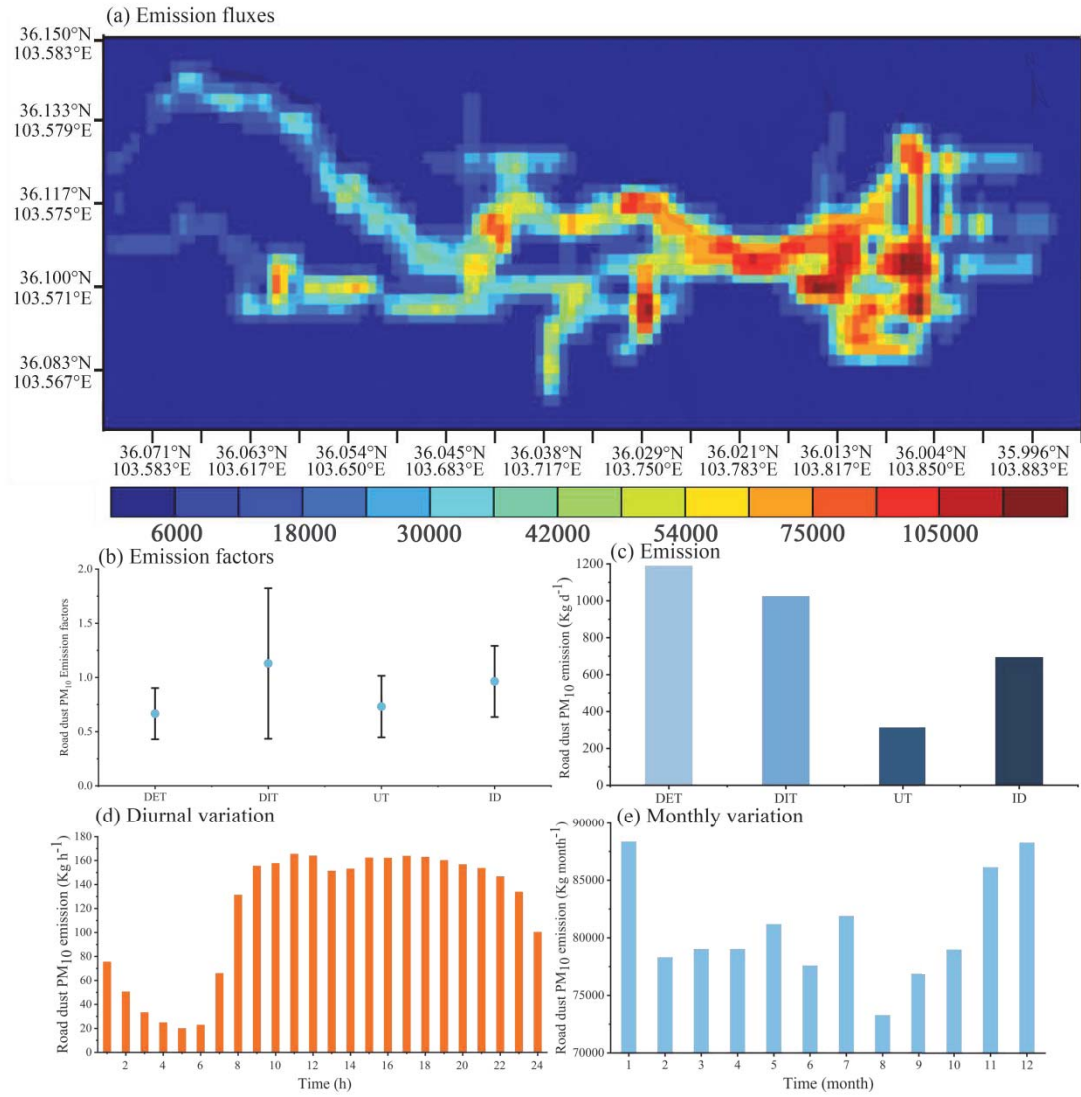 (a) Emission fluxes
36.150°N
103.583°E
36.133°N
103.579°E
36.117°N
103.575°E
36.100°N
103.571°E
36.083°N
103.567°E
36.071°N 36.063°N 36.054°N 36.045°N 36.038°N 36.029°N 36.021°N 36.013°N 36.004°N 35.996°N
103.583°E 103.617°E 103.650°E 103.683°E 103.717°E 103.750°E 103.783°E 103.817°E 103.850°E 103.883°E
6000 18000 30000 42000 54000 75000 105000
(b) Emission factors
Road dust PM10 Emission factors
2.0
1.5
1.0
0.5
0.0
DET DIT UT ID
(c) Emission
Road dust PM10 emission (Kg d-1)
1200
1000
800
600
400
200
0
DET DIT UT ID
(d) Diurnal variation
Road dust PM10 emission (Kg h-1)
180
160
140
120
100
80
60
40
20
0
2 4 6 8 10 12 14 16 18 20 22 24
Time (h)
(e) Monthly variation
Road dust PM10 emission (Kg month-1)
90000
85000
80000
75000
70000
1 2 3 4 5 6 7 8 9 10 11 12
Time (month)